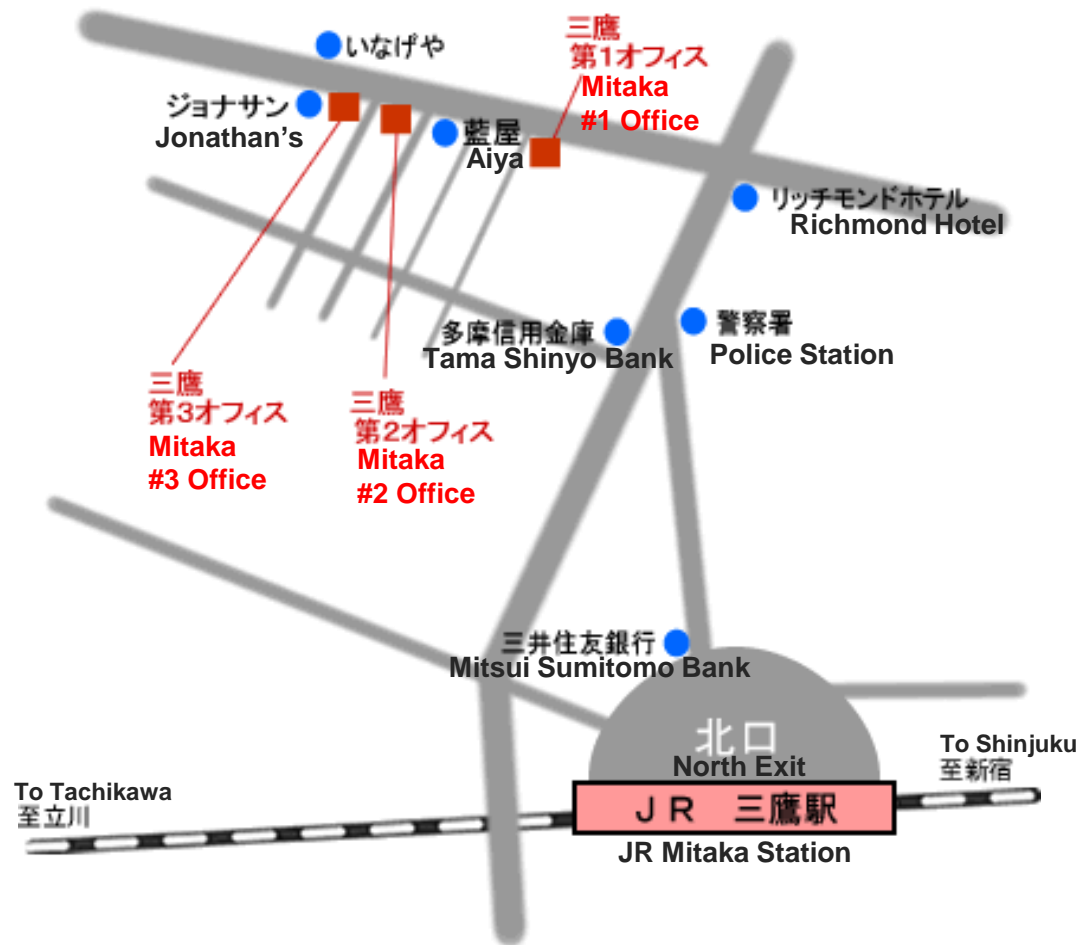 いなげや
三鷹
第1オフィス
Mitaka
#1 Office
ジョナサン
Jonathan's
藍屋
Aiya
リッチモンドホテル
Richmond Hotel
多摩信用金庫
Tama Shinyo Bank
警察署
Police Station
三鷹
第3オフィス
Mitaka
#3 Office
三鷹
第2オフィス
Mitaka
#2 Office
三井住友銀行
Mitsui Sumitomo Bank
北口
North Exit
To Shinjuku
至新宿
To Tachikawa
至立川
JR 三鷹駅
JR Mitaka Station